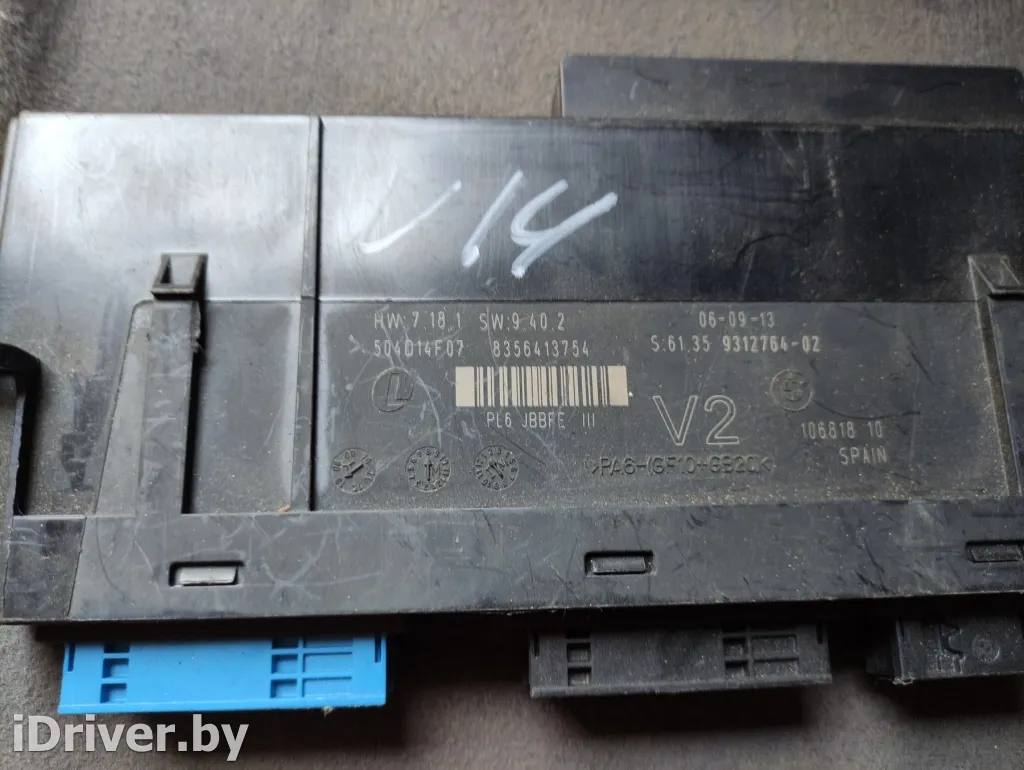 V.14
HW:7.18.1 SW:9.40.2 06-09-13
504014F07 8356413754 S:61.35 9312764-02
L
PL6 JBBFE III
V2
106818 10
>PA6-(GF10+GB20)<
SPAIN
iDriver.by